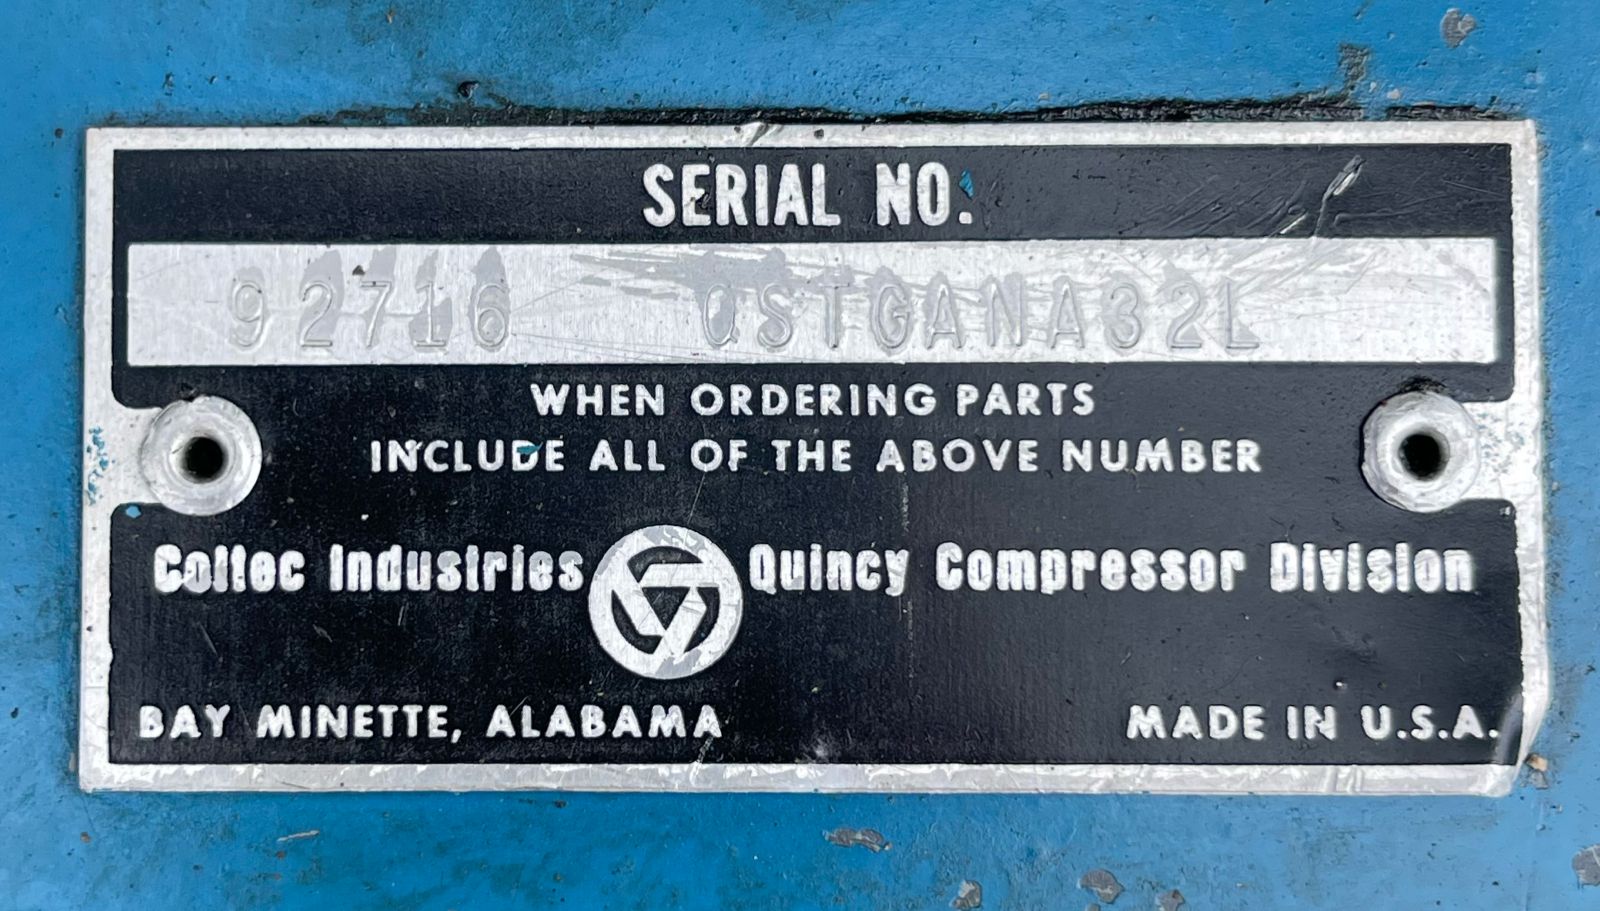 SERIAL NO.
92716 QSTGANA32L
WHEN ORDERING PARTS
INCLUDE ALL OF THE ABOVE NUMBER
Coltec Industries Quincy Compressor Division
BAY MINETTE, ALABAMA MADE IN U.S.A.